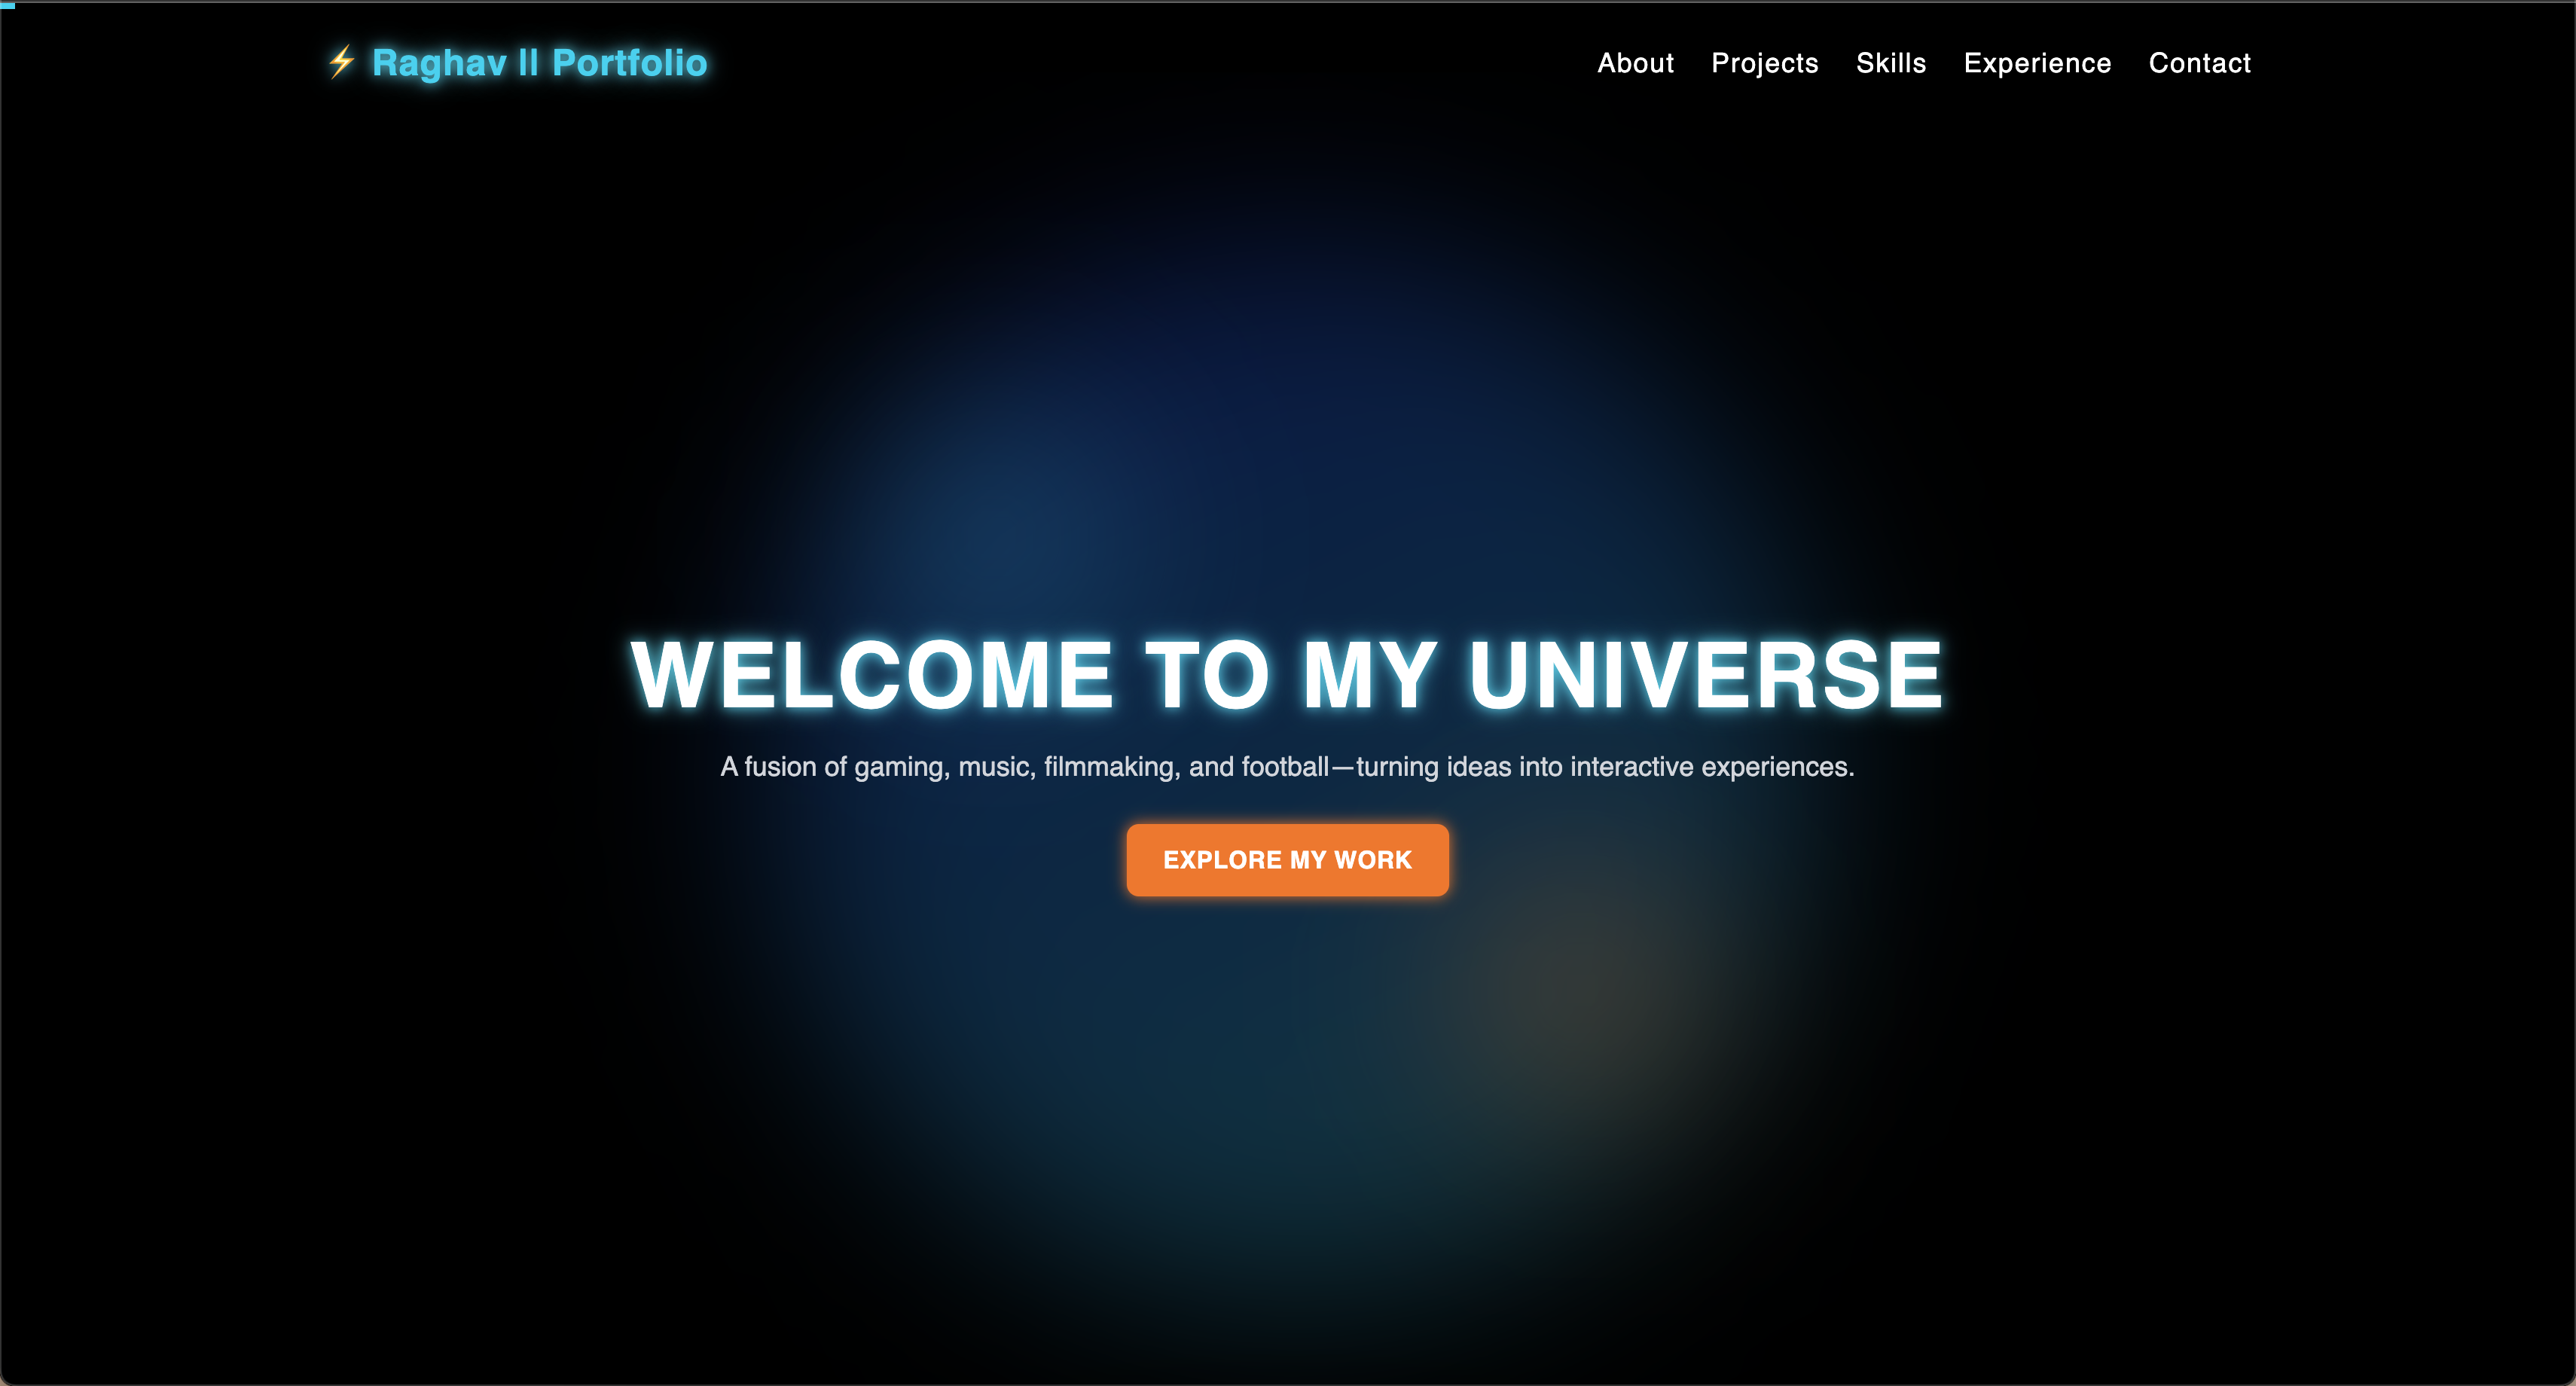 ⚡ Raghav || Portfolio
About Projects Skills Experience Contact
WELCOME TO MY UNIVERSE
A fusion of gaming, music, filmmaking, and football—turning ideas into interactive experiences.
EXPLORE MY WORK